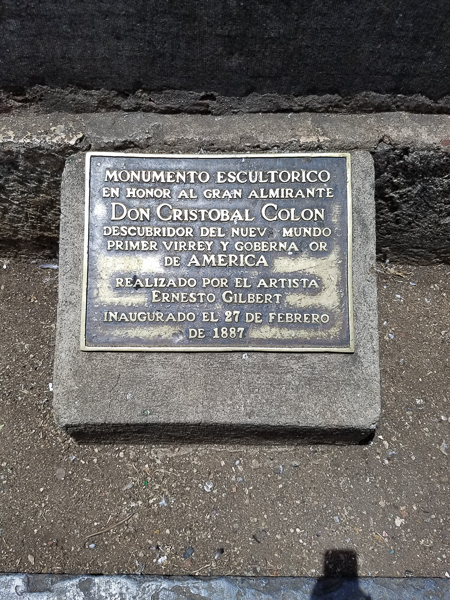 MONUMENTO ESCULTORICO
EN HONOR AL GRAN ALMIRANTE
DON CRISTOBAL COLON
DESCUBRIDOR DEL NUEV MUNDO
PRIMER VIRREY Y GOBERNA OR
DE AMERICA
REALIZADO POR EL ARTISTA
ERNESTO GILBERT
INAUGURADO EL 27 DE FEBRERO
DE 1887